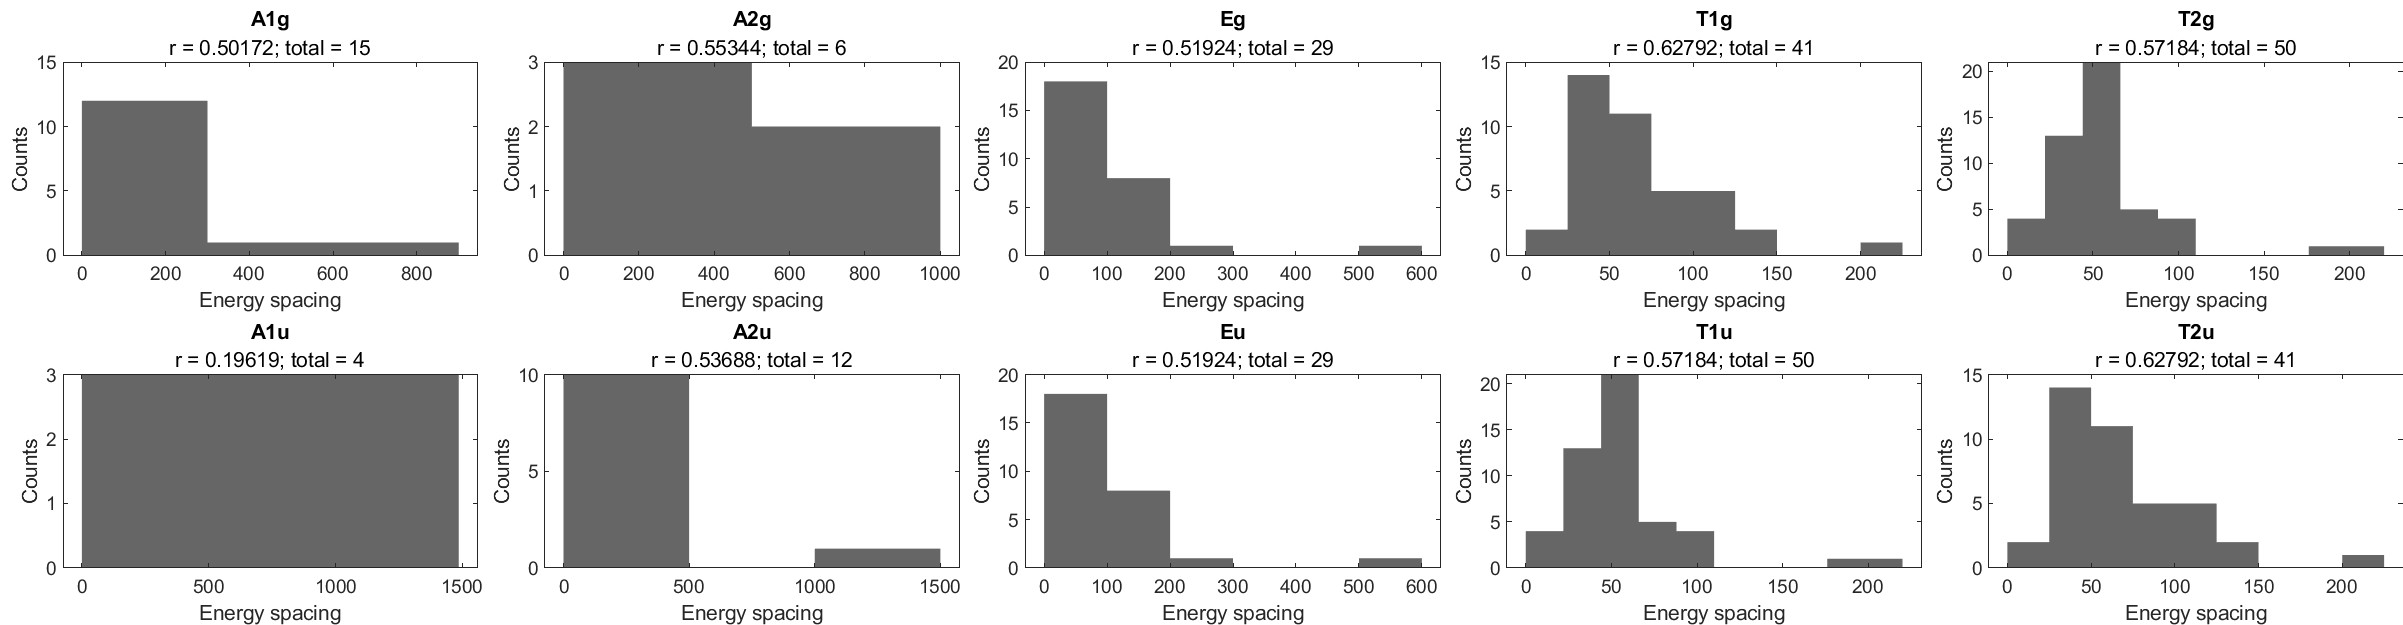 A1g
r = 0.50172; total = 15
15
10
5
0
Counts
0 200 400 600 800
Energy spacing
A2g
r = 0.55344; total = 6
3
2
1
0
Counts
0 200 400 600 800 1000
Energy spacing
Eg
r = 0.51924; total = 29
20
15
10
5
0
Counts
0 100 200 300 400 500 600
Energy spacing
T1g
r = 0.62792; total = 41
15
10
5
0
Counts
0 50 100 150 200
Energy spacing
T2g
r = 0.57184; total = 50
20
15
10
5
0
Counts
0 50 100 150 200
Energy spacing
A1u
r = 0.19619; total = 4
3
2
1
0
Counts
0 500 1000 1500
Energy spacing
A2u
r = 0.53688; total = 12
10
5
0
Counts
0 500 1000 1500
Energy spacing
Eu
r = 0.51924; total = 29
20
15
10
5
0
Counts
0 100 200 300 400 500 600
Energy spacing
T1u
r = 0.57184; total = 50
20
15
10
5
0
Counts
0 50 100 150 200
Energy spacing
T2u
r = 0.62792; total = 41
15
10
5
0
Counts
0 50 100 150 200
Energy spacing